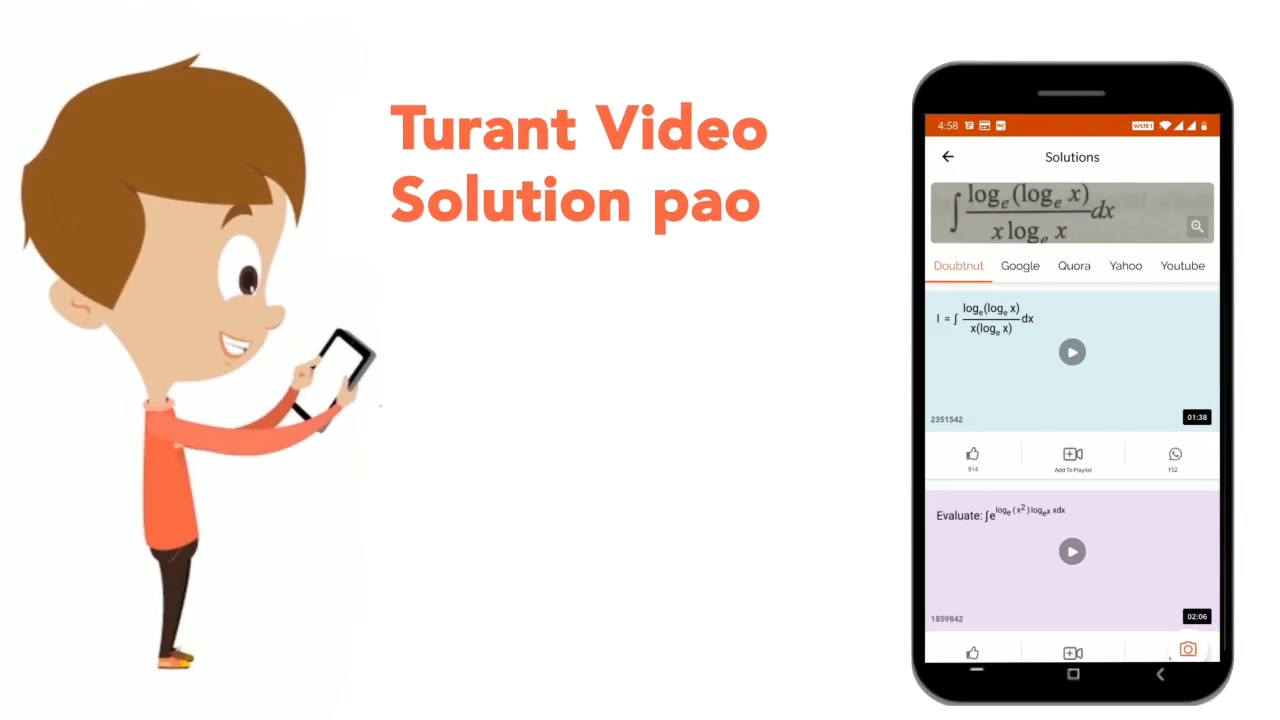 Turant Video
Solution pao
4:58
Solutions
∫ logₑ(logₑ x) / x logₑ x dx
Doubtnut Google Quora Yahoo Youtube
I = ∫ logₑ(logₑ x) / x(logₑ x) dx
2351542 01:38
914 Add To Playlist 152
Evaluate: ∫e^logₑ(x²)logₑx xdx
1859842 02:06